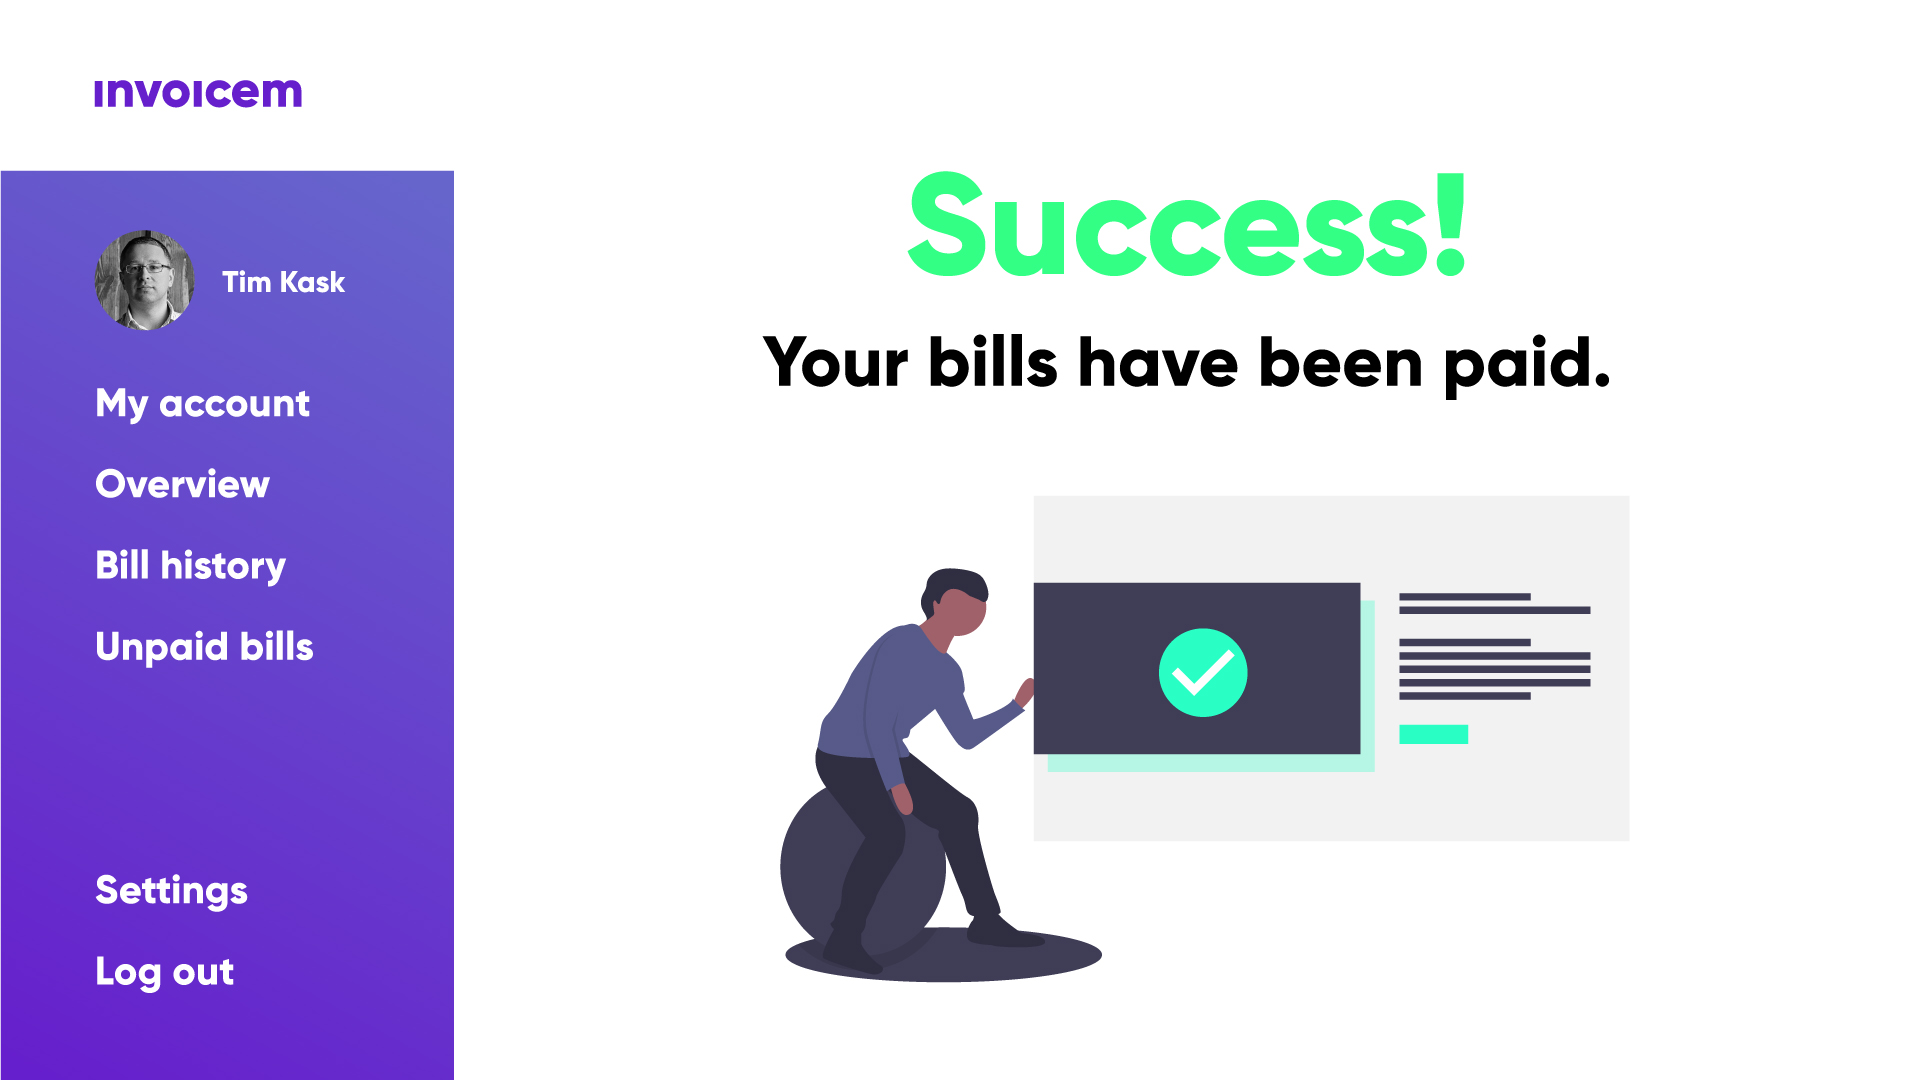 invoicem
Tim Kask
My account
Overview
Bill history
Unpaid bills
Settings
Log out
Success!
Your bills have been paid.